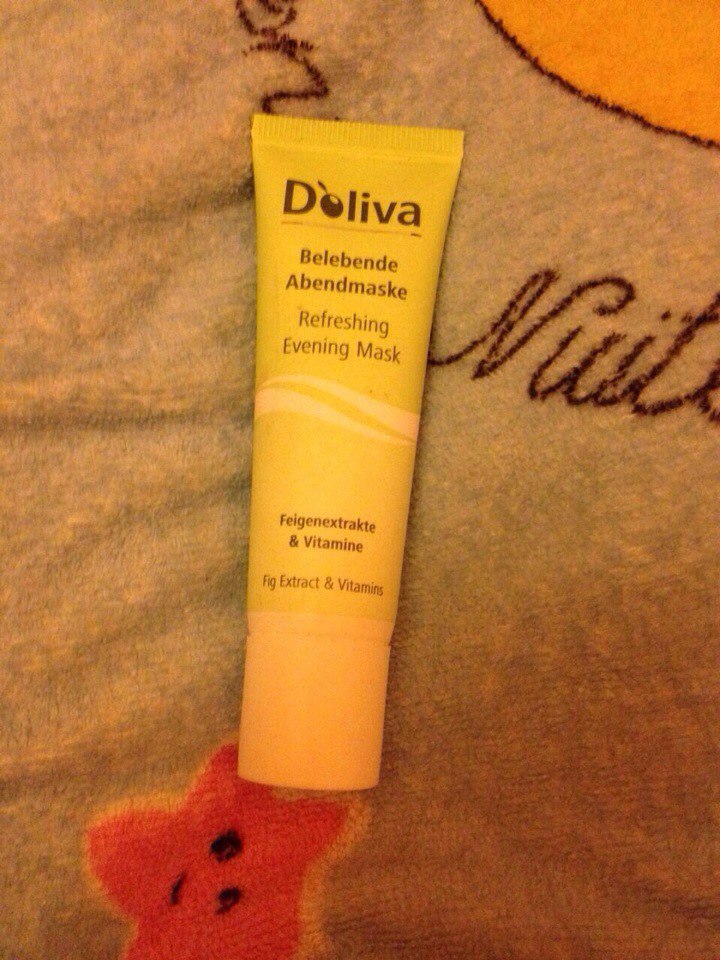 D'oliva
Belebende
Abendmaske
Refreshing
Evening Mask
Feigenextrakte
& Vitamine
Fig Extract & Vitamins